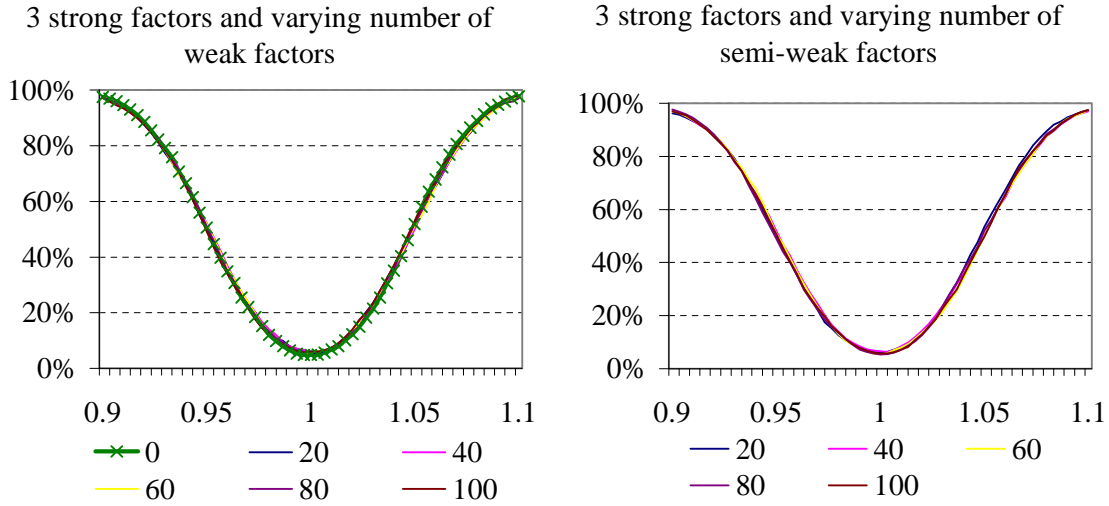 3 strong factors and varying number of
weak factors
100%
80%
60%
40%
20%
0%
0.9 0.95 1 1.05 1.1
0 20 40
60 80 100
3 strong factors and varying number of
semi-weak factors
100%
80%
60%
40%
20%
0%
0.9 0.95 1 1.05 1.1
20 40 60
80 100